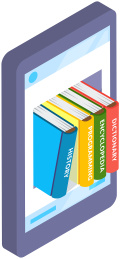 HISTORY
PROGRAMMING
ENCYCLOPEDIA
DICTIONARY